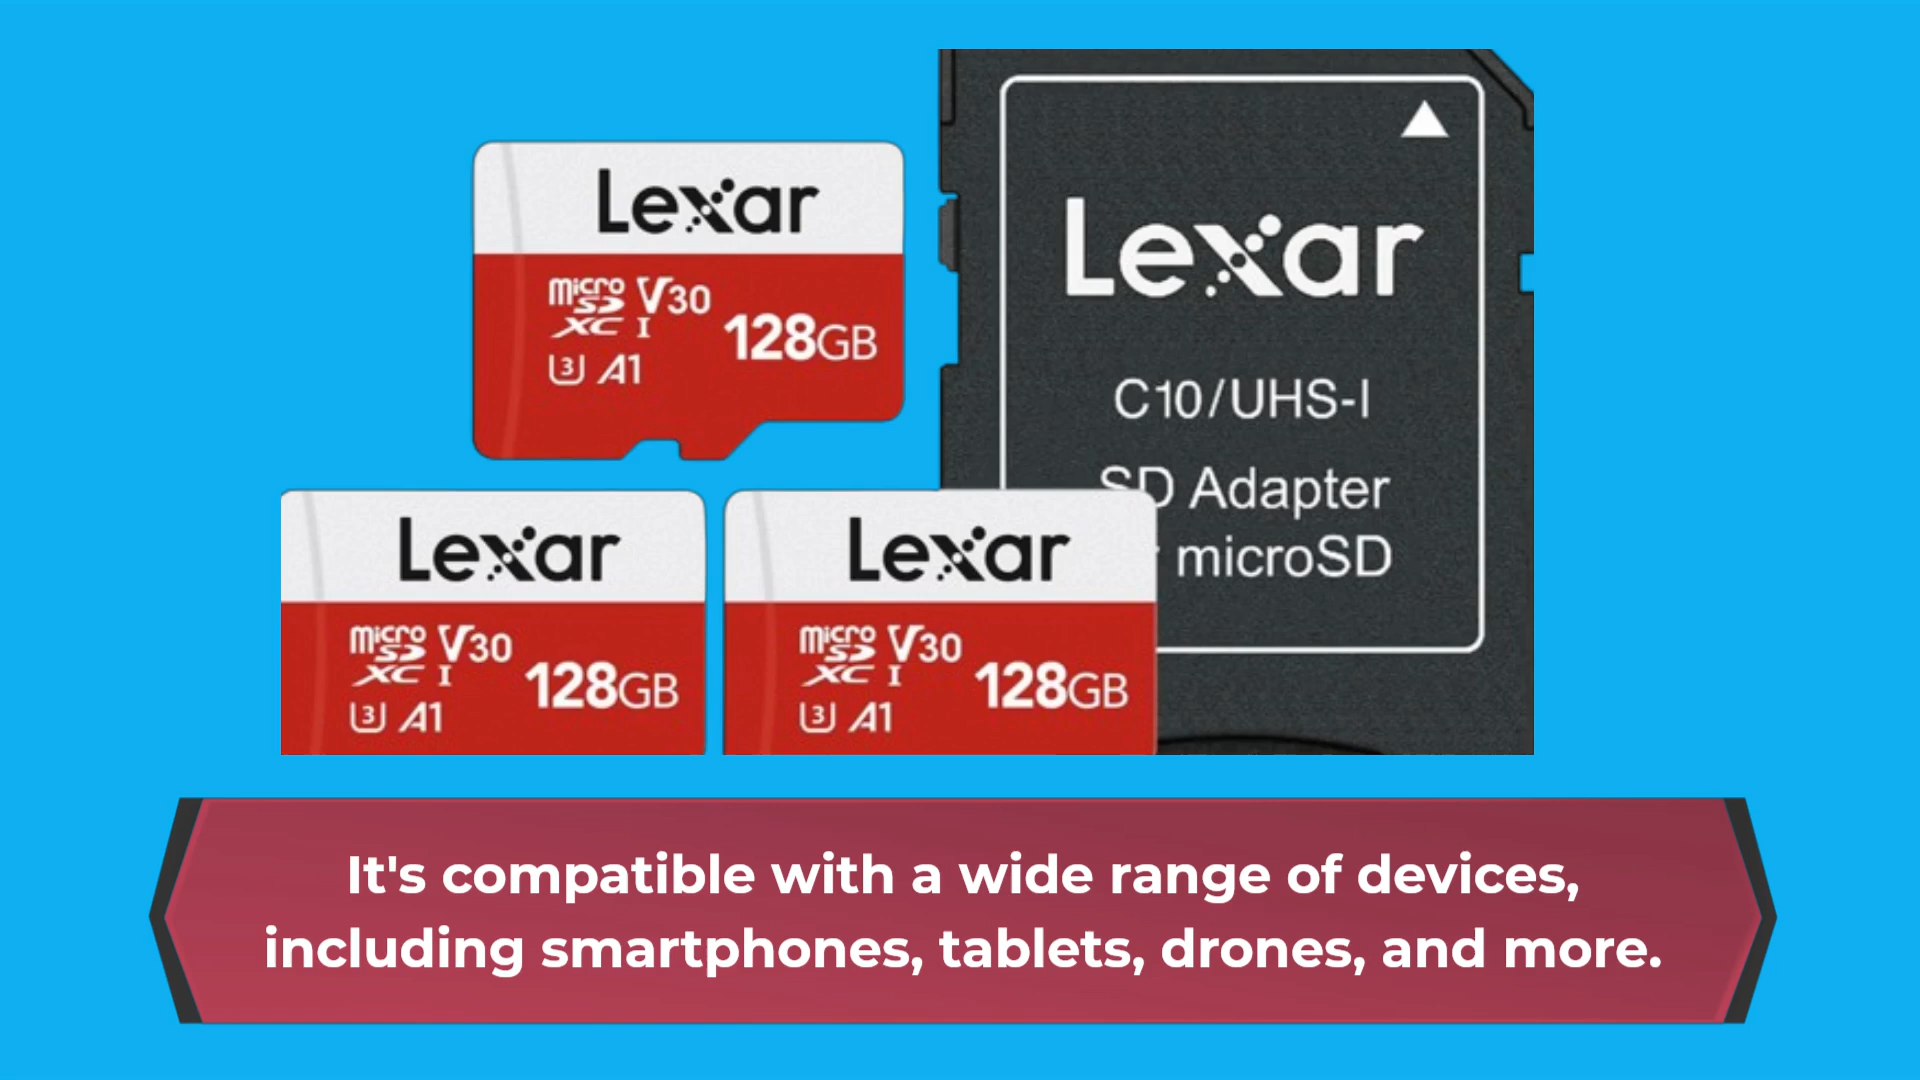 Lexar
micro SD XC I V30
128GB
U3 A1
Lexar
C10/UHS-I
SD Adapter
microSD
Lexar
micro SD XC I V30
128GB
U3 A1
Lexar
micro SD XC I V30
128GB
U3 A1
It's compatible with a wide range of devices,
including smartphones, tablets, drones, and more.